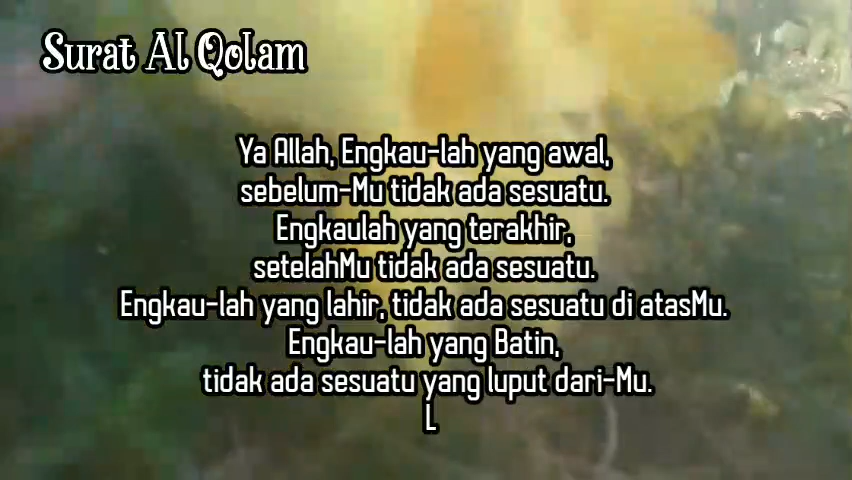 Surat Al Qolam
Ya Allah, Engkau-lah yang awal,
sebelum-Mu tidak ada sesuatu.
Engkaulah yang terakhir,
setelahMu tidak ada sesuatu.
Engkau-lah yang lahir, tidak ada sesuatu di atasMu.
Engkau-lah yang Batin,
tidak ada sesuatu yang luput dari-Mu.
L